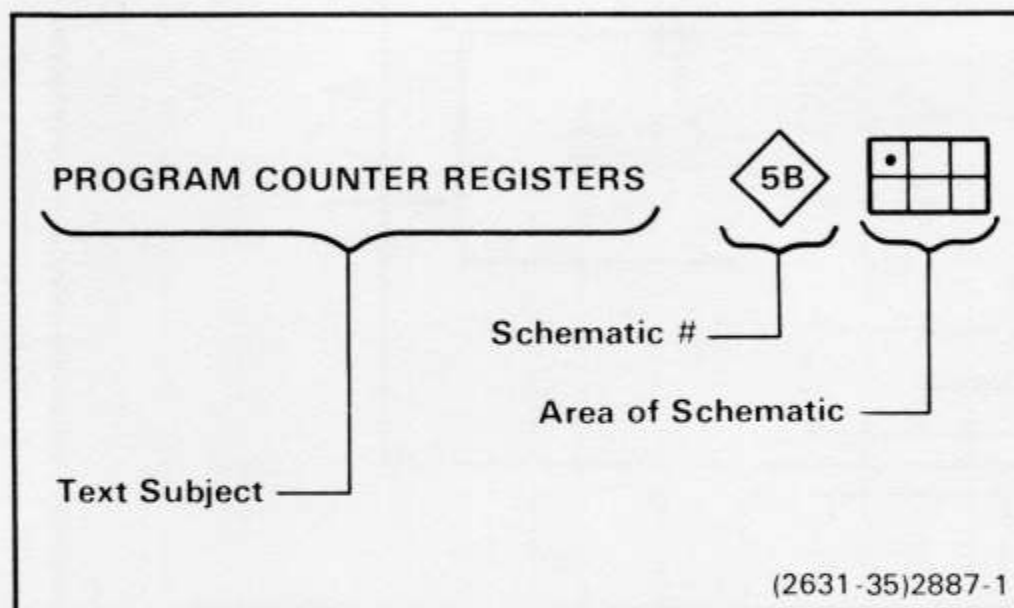 PROGRAM COUNTER REGISTERS 5B
Schematic #
Area of Schematic
Text Subject
(2631-35)2887-1